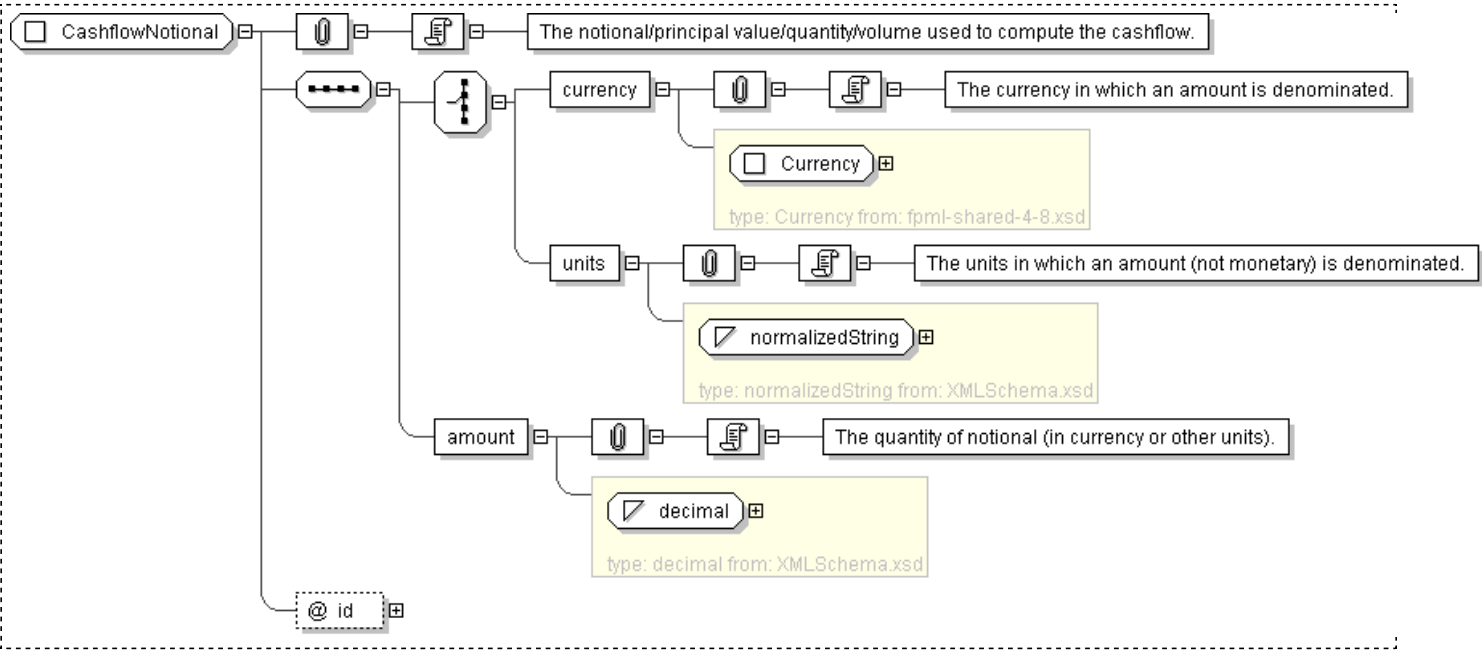 CashflowNotional
The notional/principal value/quantity/volume used to compute the cashflow.
currency
The currency in which an amount is denominated.
Currency
type: Currency from: fpml-shared-4-8.xsd
units
The units in which an amount (not monetary) is denominated.
normalizedString
type: normalizedString from: XMLSchema.xsd
amount
The quantity of notional (in currency or other units).
decimal
type: decimal from: XMLSchema.xsd
@ id